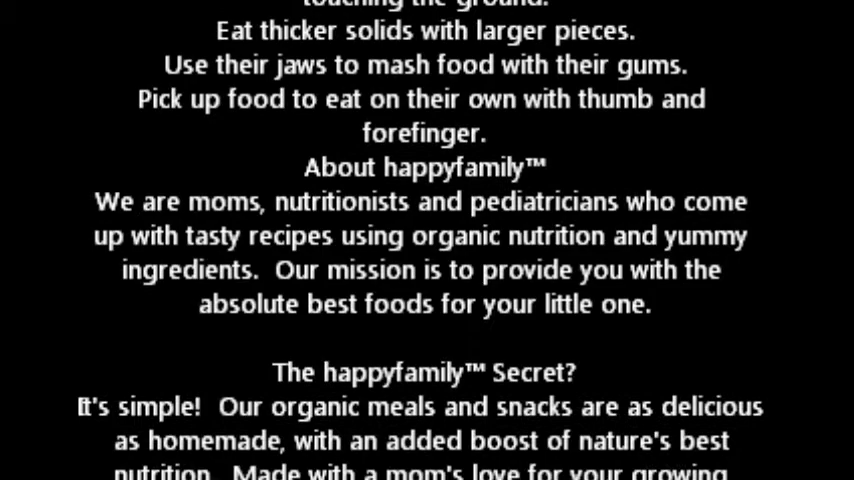 touching the ground.
Eat thicker solids with larger pieces.
Use their jaws to mash food with their gums.
Pick up food to eat on their own with thumb and
forefinger.
About happyfamily™
We are moms, nutritionists and pediatricians who come
up with tasty recipes using organic nutrition and yummy
ingredients.  Our mission is to provide you with the
absolute best foods for your little one.
The happyfamily™ Secret?
It's simple!  Our organic meals and snacks are as delicious
as homemade, with an added boost of nature's best
nutrition.  Made with a mom's love for your growing